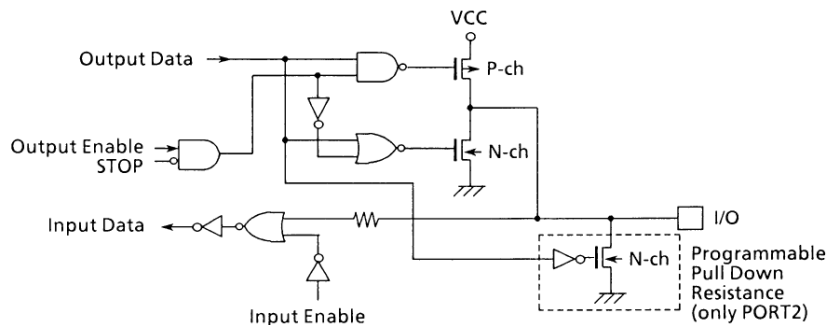 VCC
Output Data
P-ch
Output Enable
STOP
N-ch
Input Data
I/O
N-ch
Programmable
Pull Down
Resistance
(only PORT2)
Input Enable